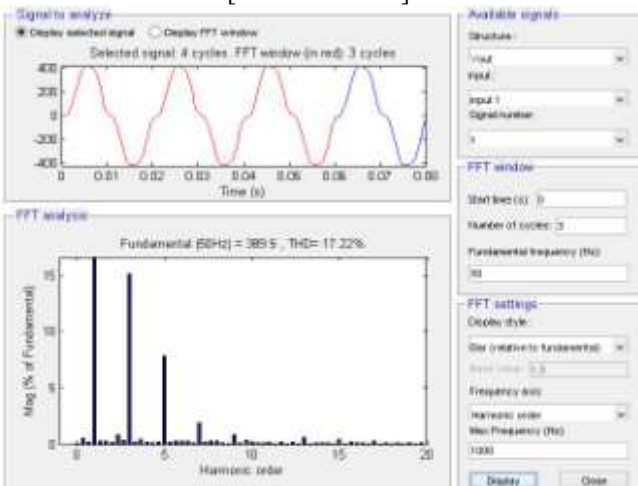 Signal to analyze
Display selected signal Display FFT window
Selected signal: 4 cycles. FFT window (in red): 3 cycles
400
200
0
-200
-400
0 0.01 0.02 0.03 0.04 0.05 0.06 0.07 0.08
Time (s)
FFT analysis
Fundamental (50Hz) = 389.5 , THD= 17.22%
Mag (% of Fundamental)
15
10
5
0
0 5 10 15 20
Harmonic order
Available signals
Structure:
Vout
Input:
input 1
Signal number:
1
FFT window
Start time (s): 0
Number of cycles: 3
Fundamental frequency (Hz):
50
FFT settings
Display style:
Bar (relative to fundamental)
Base value:
Frequency axis:
Harmonic order
Max Frequency (Hz):
1000
Display Close